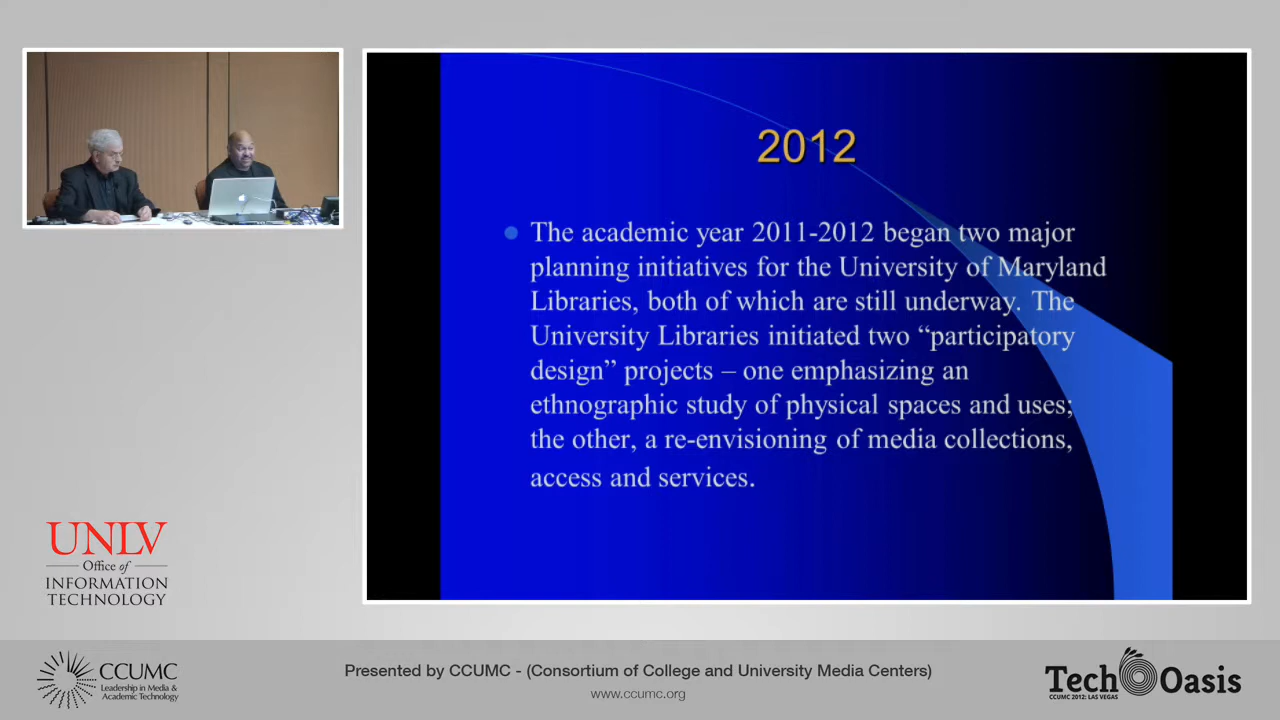 2012
The academic year 2011-2012 began two major
planning initiatives for the University of Maryland
Libraries, both of which are still underway. The
University Libraries initiated two “participatory
design” projects – one emphasizing an
ethnographic study of physical spaces and uses;
the other, a re-envisioning of media collections,
access and services.
UNLV
Office of
INFORMATION
TECHNOLOGY
CCUMC
Leadership in Media &
Academic Technology
Presented by CCUMC - (Consortium of College and University Media Centers)
www.ccumc.org
Tech Oasis
CCUMC 2012: LAS VEGAS